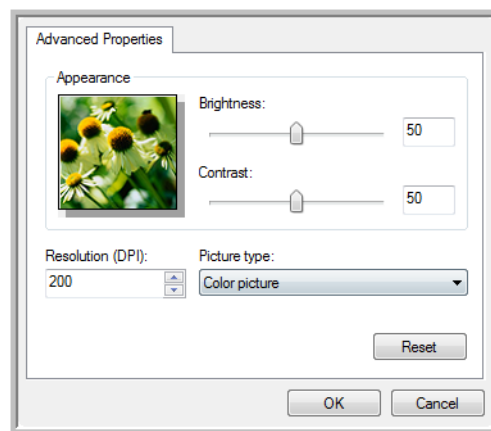 Advanced Properties
Appearance
Brightness:
50
Contrast:
50
Resolution (DPI):
Picture type:
200
Color picture
Reset
OK
Cancel